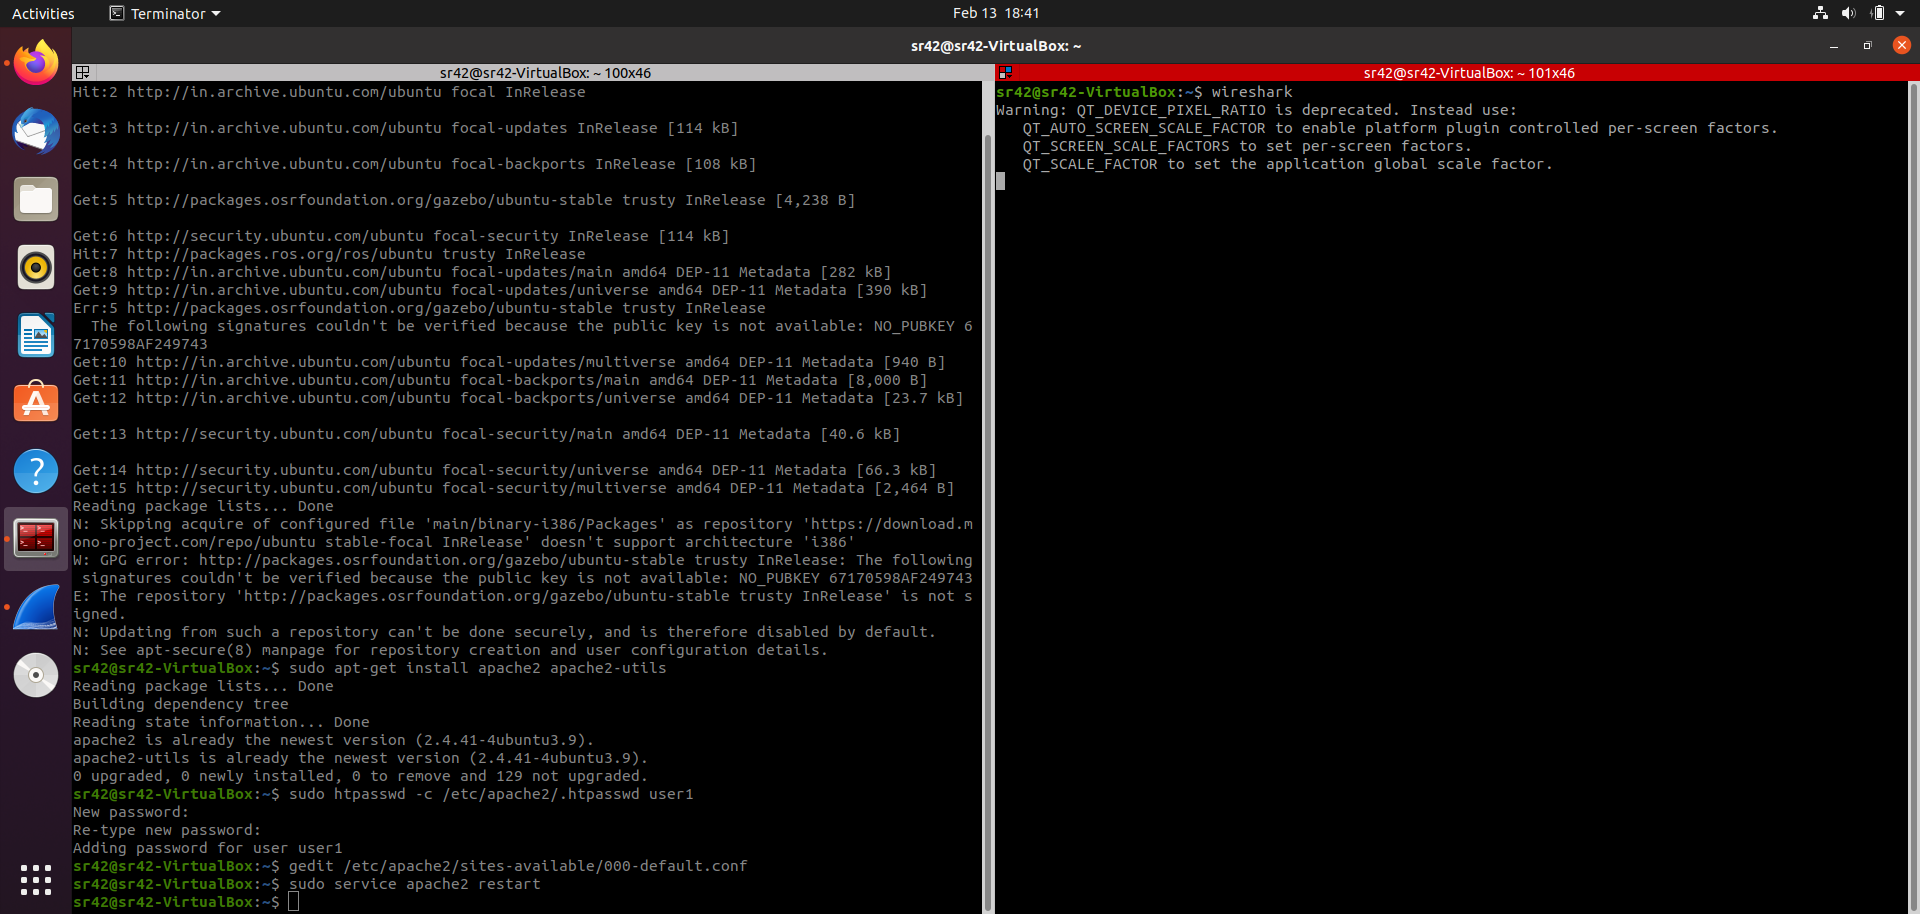 Activities
Terminator
Feb 13 18:41
sr42@sr42-VirtualBox: ~
sr42@sr42-VirtualBox: ~ 100x46
Hit:2 http://in.archive.ubuntu.com/ubuntu focal InRelease
Get:3 http://in.archive.ubuntu.com/ubuntu focal-updates InRelease [114 kB]
Get:4 http://in.archive.ubuntu.com/ubuntu focal-backports InRelease [108 kB]
Get:5 http://packages.osrfoundation.org/gazebo/ubuntu-stable trusty InRelease [4,238 B]
Get:6 http://security.ubuntu.com/ubuntu focal-security InRelease [114 kB]
Hit:7 http://packages.ros.org/ros/ubuntu trusty InRelease
Get:8 http://in.archive.ubuntu.com/ubuntu focal-updates/main amd64 DEP-11 Metadata [282 kB]
Get:9 http://in.archive.ubuntu.com/ubuntu focal-updates/universe amd64 DEP-11 Metadata [390 kB]
Err:5 http://packages.osrfoundation.org/gazebo/ubuntu-stable trusty InRelease
The following signatures couldn't be verified because the public key is not available: NO_PUBKEY 6
7170598AF249743
Get:10 http://in.archive.ubuntu.com/ubuntu focal-updates/multiverse amd64 DEP-11 Metadata [940 B]
Get:11 http://in.archive.ubuntu.com/ubuntu focal-backports/main amd64 DEP-11 Metadata [8,000 B]
Get:12 http://in.archive.ubuntu.com/ubuntu focal-backports/universe amd64 DEP-11 Metadata [23.7 kB]
Get:13 http://security.ubuntu.com/ubuntu focal-security/main amd64 DEP-11 Metadata [40.6 kB]
Get:14 http://security.ubuntu.com/ubuntu focal-security/universe amd64 DEP-11 Metadata [66.3 kB]
Get:15 http://security.ubuntu.com/ubuntu focal-security/multiverse amd64 DEP-11 Metadata [2,464 B]
Reading package lists... Done
N: Skipping acquire of configured file 'main/binary-i386/Packages' as repository 'https://download.m
ono-project.com/repo/ubuntu stable-focal InRelease' doesn't support architecture 'i386'
W: GPG error: http://packages.osrfoundation.org/gazebo/ubuntu-stable trusty InRelease: The following
signatures couldn't be verified because the public key is not available: NO_PUBKEY 67170598AF249743
E: The repository 'http://packages.osrfoundation.org/gazebo/ubuntu-stable trusty InRelease' is not s
igned.
N: Updating from such a repository can't be done securely, and is therefore disabled by default.
N: See apt-secure(8) manpage for repository creation and user configuration details.
sr42@sr42-VirtualBox:~$ sudo apt-get install apache2 apache2-utils
Reading package lists... Done
Building dependency tree
Reading state information... Done
apache2 is already the newest version (2.4.41-4ubuntu3.9).
apache2-utils is already the newest version (2.4.41-4ubuntu3.9).
0 upgraded, 0 newly installed, 0 to remove and 129 not upgraded.
sr42@sr42-VirtualBox:~$ sudo htpasswd -c /etc/apache2/.htpasswd user1
New password:
Re-type new password:
Adding password for user user1
sr42@sr42-VirtualBox:~$ gedit /etc/apache2/sites-available/000-default.conf
sr42@sr42-VirtualBox:~$ sudo service apache2 restart
sr42@sr42-VirtualBox:~$
sr42@sr42-VirtualBox: ~ 101x46
sr42@sr42-VirtualBox:~$ wireshark
Warning: QT_DEVICE_PIXEL_RATIO is deprecated. Instead use:
QT_AUTO_SCREEN_SCALE_FACTOR to enable platform plugin controlled per-screen factors.
QT_SCREEN_SCALE_FACTORS to set per-screen factors.
QT_SCALE_FACTOR to set the application global scale factor.